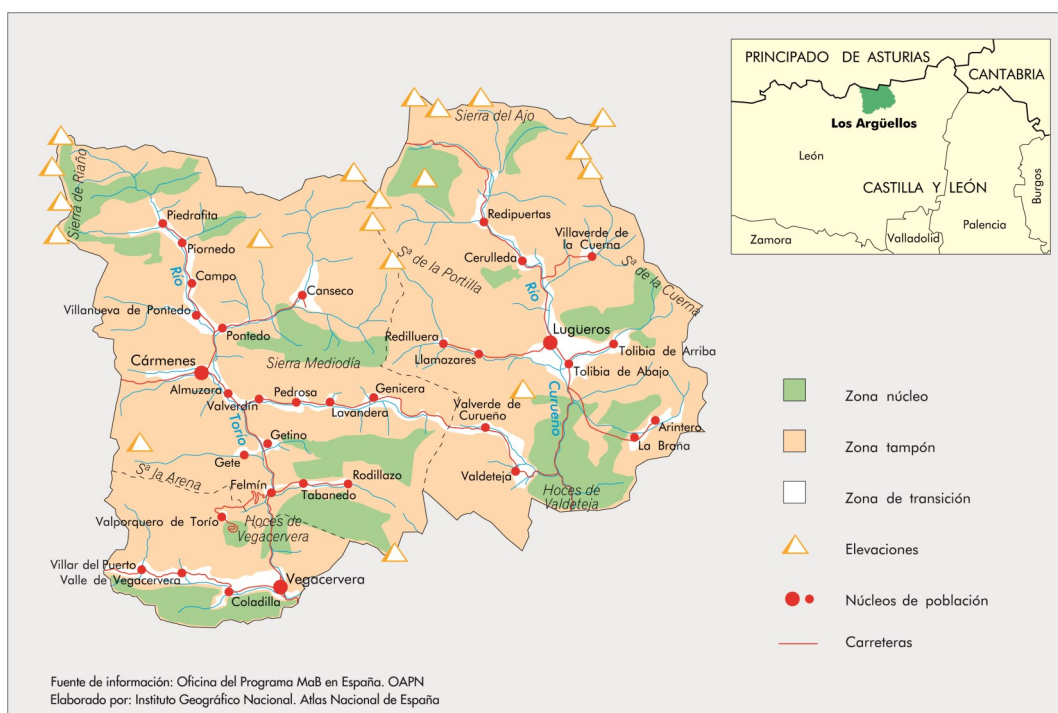 PRINCIPADO DE ASTURIAS
CANTABRIA
Los Argüellos
León
CASTILLA Y LEÓN
Burgos
Palencia
Zamora
Valladolid
Sierra del Ajo
Sierra de Riaño
Piedrafita
Piornedo
Río
Campo
Villanueva de Pontedo
Pontedo
Canseco
Redipuertas
Villaverde de
la Cuerna
Cerulleda
Sª de la Portilla
Río
Sª de la Cuerna
Lugüeros
Redilluera
Llamazares
Tolibia de Arriba
Tolibia de Abajo
Sierra Mediodía
Cármenes
Almuzara
Valverdín
Pedrosa
Lavandera
Genicera
Valverde de
Curueño
Curueño
Arintero
La Braña
Torío
Getino
Gete
Sª la Arena
Felmín
Tabanedo
Rodillazo
Valdeteja
Hoces de
Valdeteja
Valporquero de Torío
Hoces de
Vegacervera
Villar del Puerto
Valle de Vegacervera
Vegacervera
Coladilla
Zona núcleo
Zona tampón
Zona de transición
Elevaciones
Núcleos de población
Carreteras
Fuente de información: Oficina del Programa MaB en España. OAPN
Elaborado por: Instituto Geográfico Nacional. Atlas Nacional de España